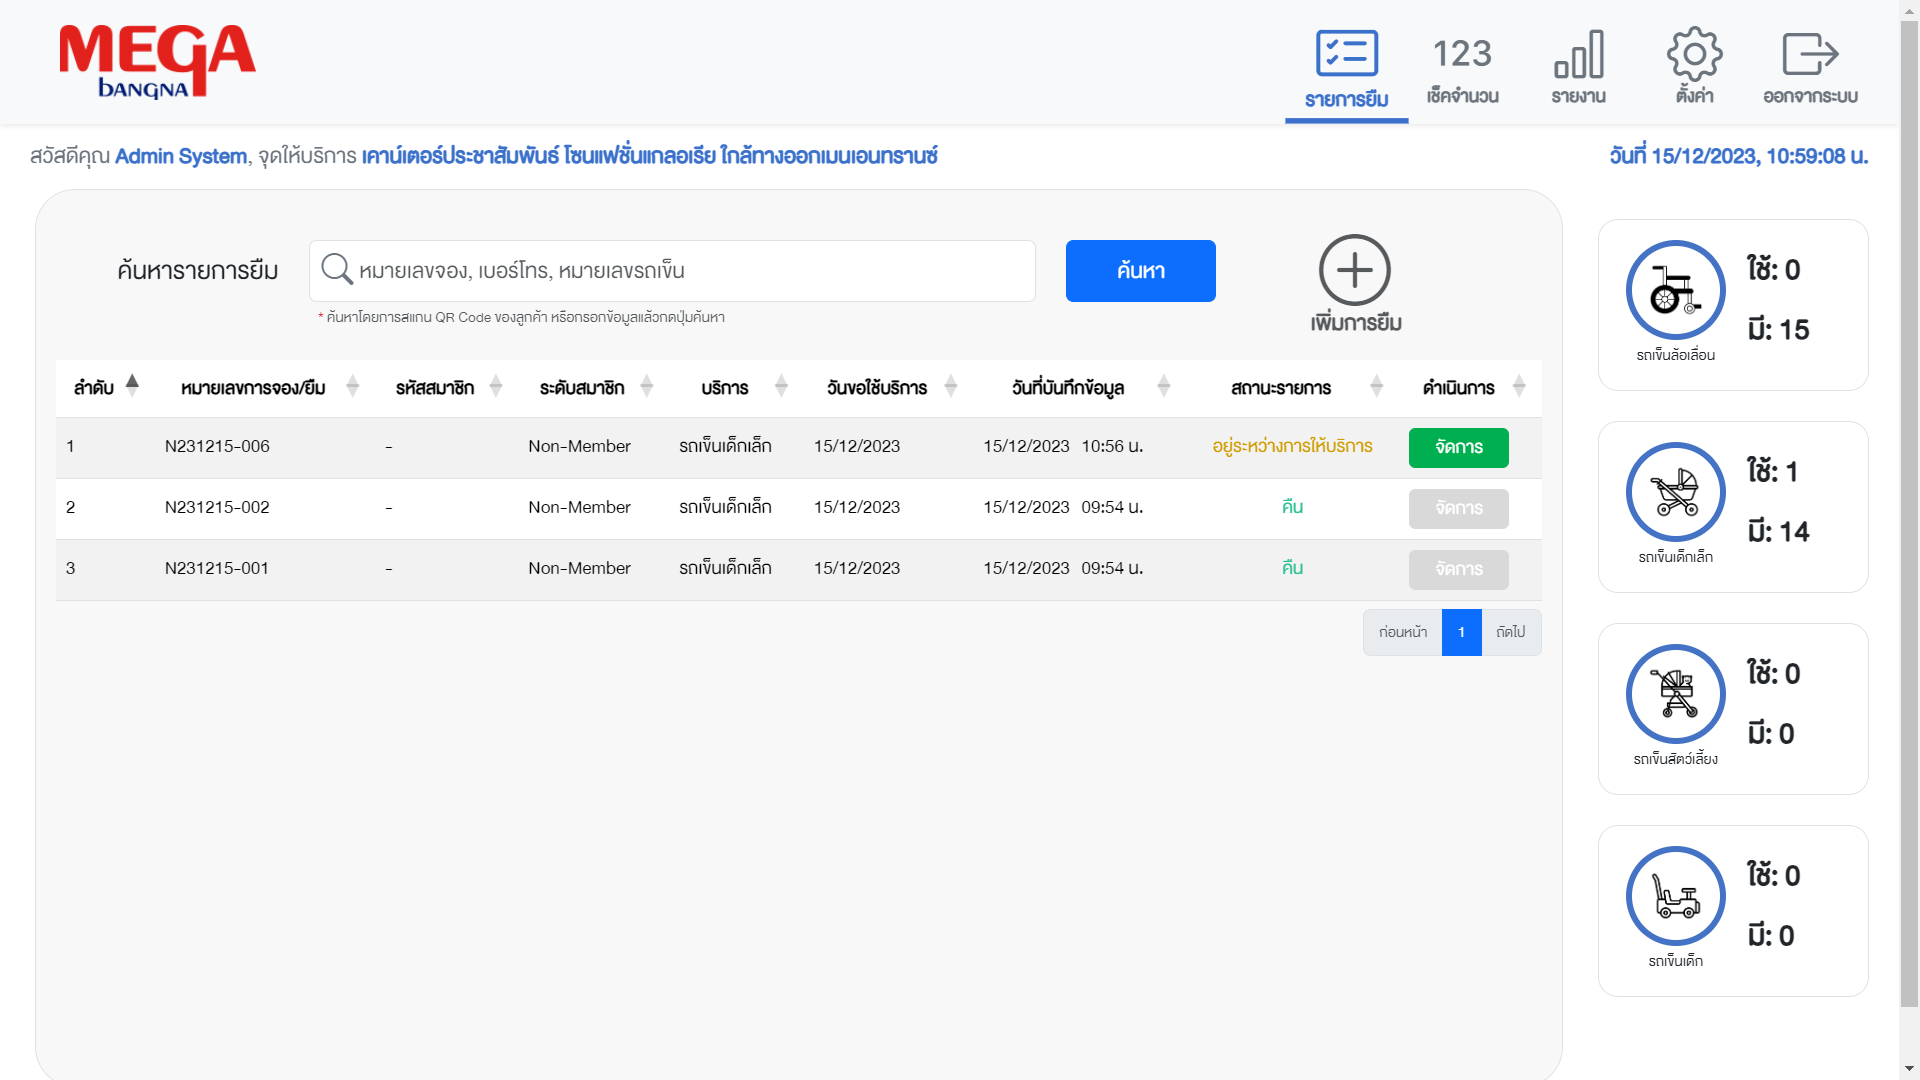 MEGA
bangna
รายการยืม
123
เช็คจำนวน
รายงาน
ตั้งค่า
ออกจากระบบ
สวัสดีคุณ Admin System, จุดให้บริการ เคาน์เตอร์ประชาสัมพันธ์ โซนแฟชั่นแกลอเรีย ใกล้ทางออกเมนเอนทรานซ์
วันที่ 15/12/2023, 10:59:08 น.
ค้นหารายการยืม
หมายเลขจอง, เบอร์โทร, หมายเลขรถเข็น
ค้นหา
เพิ่มการยืม
* ค้นหาโดยการสแกน QR Code ของลูกค้า หรือกรอกข้อมูลแล้วกดปุ่มค้นหา
ลำดับ หมายเลขการจอง/ยืม รหัสสมาชิก ระดับสมาชิก บริการ วันขอใช้บริการ วันที่บันทึกข้อมูล สถานะรายการ ดำเนินการ
1 N231215-006 - Non-Member รถเข็นเด็กเล็ก 15/12/2023 15/12/2023 10:56 น. อยู่ระหว่างการให้บริการ จัดการ
2 N231215-002 - Non-Member รถเข็นเด็กเล็ก 15/12/2023 15/12/2023 09:54 น. คืน จัดการ
3 N231215-001 - Non-Member รถเข็นเด็กเล็ก 15/12/2023 15/12/2023 09:54 น. คืน จัดการ
ก่อนหน้า 1 ถัดไป
ใช้: 0
มี: 15
รถเข็นล้อเลื่อน
ใช้: 1
มี: 14
รถเข็นเด็กเล็ก
ใช้: 0
มี: 0
รถเข็นสัตว์เลี้ยง
ใช้: 0
มี: 0
รถเข็นเด็ก